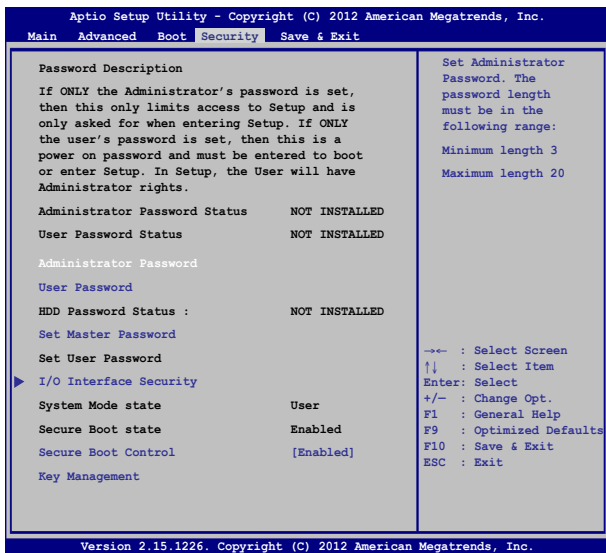 Aptio Setup Utility - Copyright (C) 2012 American Megatrends, Inc.
Main Advanced Boot Security Save & Exit
Password Description
If ONLY the Administrator's password is set,
then this only limits access to Setup and is
only asked for when entering Setup. If ONLY
the user's password is set, then this is a
power on password and must be entered to boot
or enter Setup. In Setup, the User will have
Administrator rights.
Administrator Password Status NOT INSTALLED
User Password Status NOT INSTALLED
Administrator Password
User Password
HDD Password Status : NOT INSTALLED
Set Master Password
Set User Password
I/O Interface Security
System Mode state User
Secure Boot state Enabled
Secure Boot Control [Enabled]
Key Management
Set Administrator
Password. The
password length
must be in the
following range:
Minimum length 3
Maximum length 20
→← : Select Screen
↑↓ : Select Item
Enter: Select
+/— : Change Opt.
F1 : General Help
F9 : Optimized Defaults
F10 : Save & Exit
ESC : Exit
Version 2.15.1226. Copyright (C) 2012 American Megatrends, Inc.